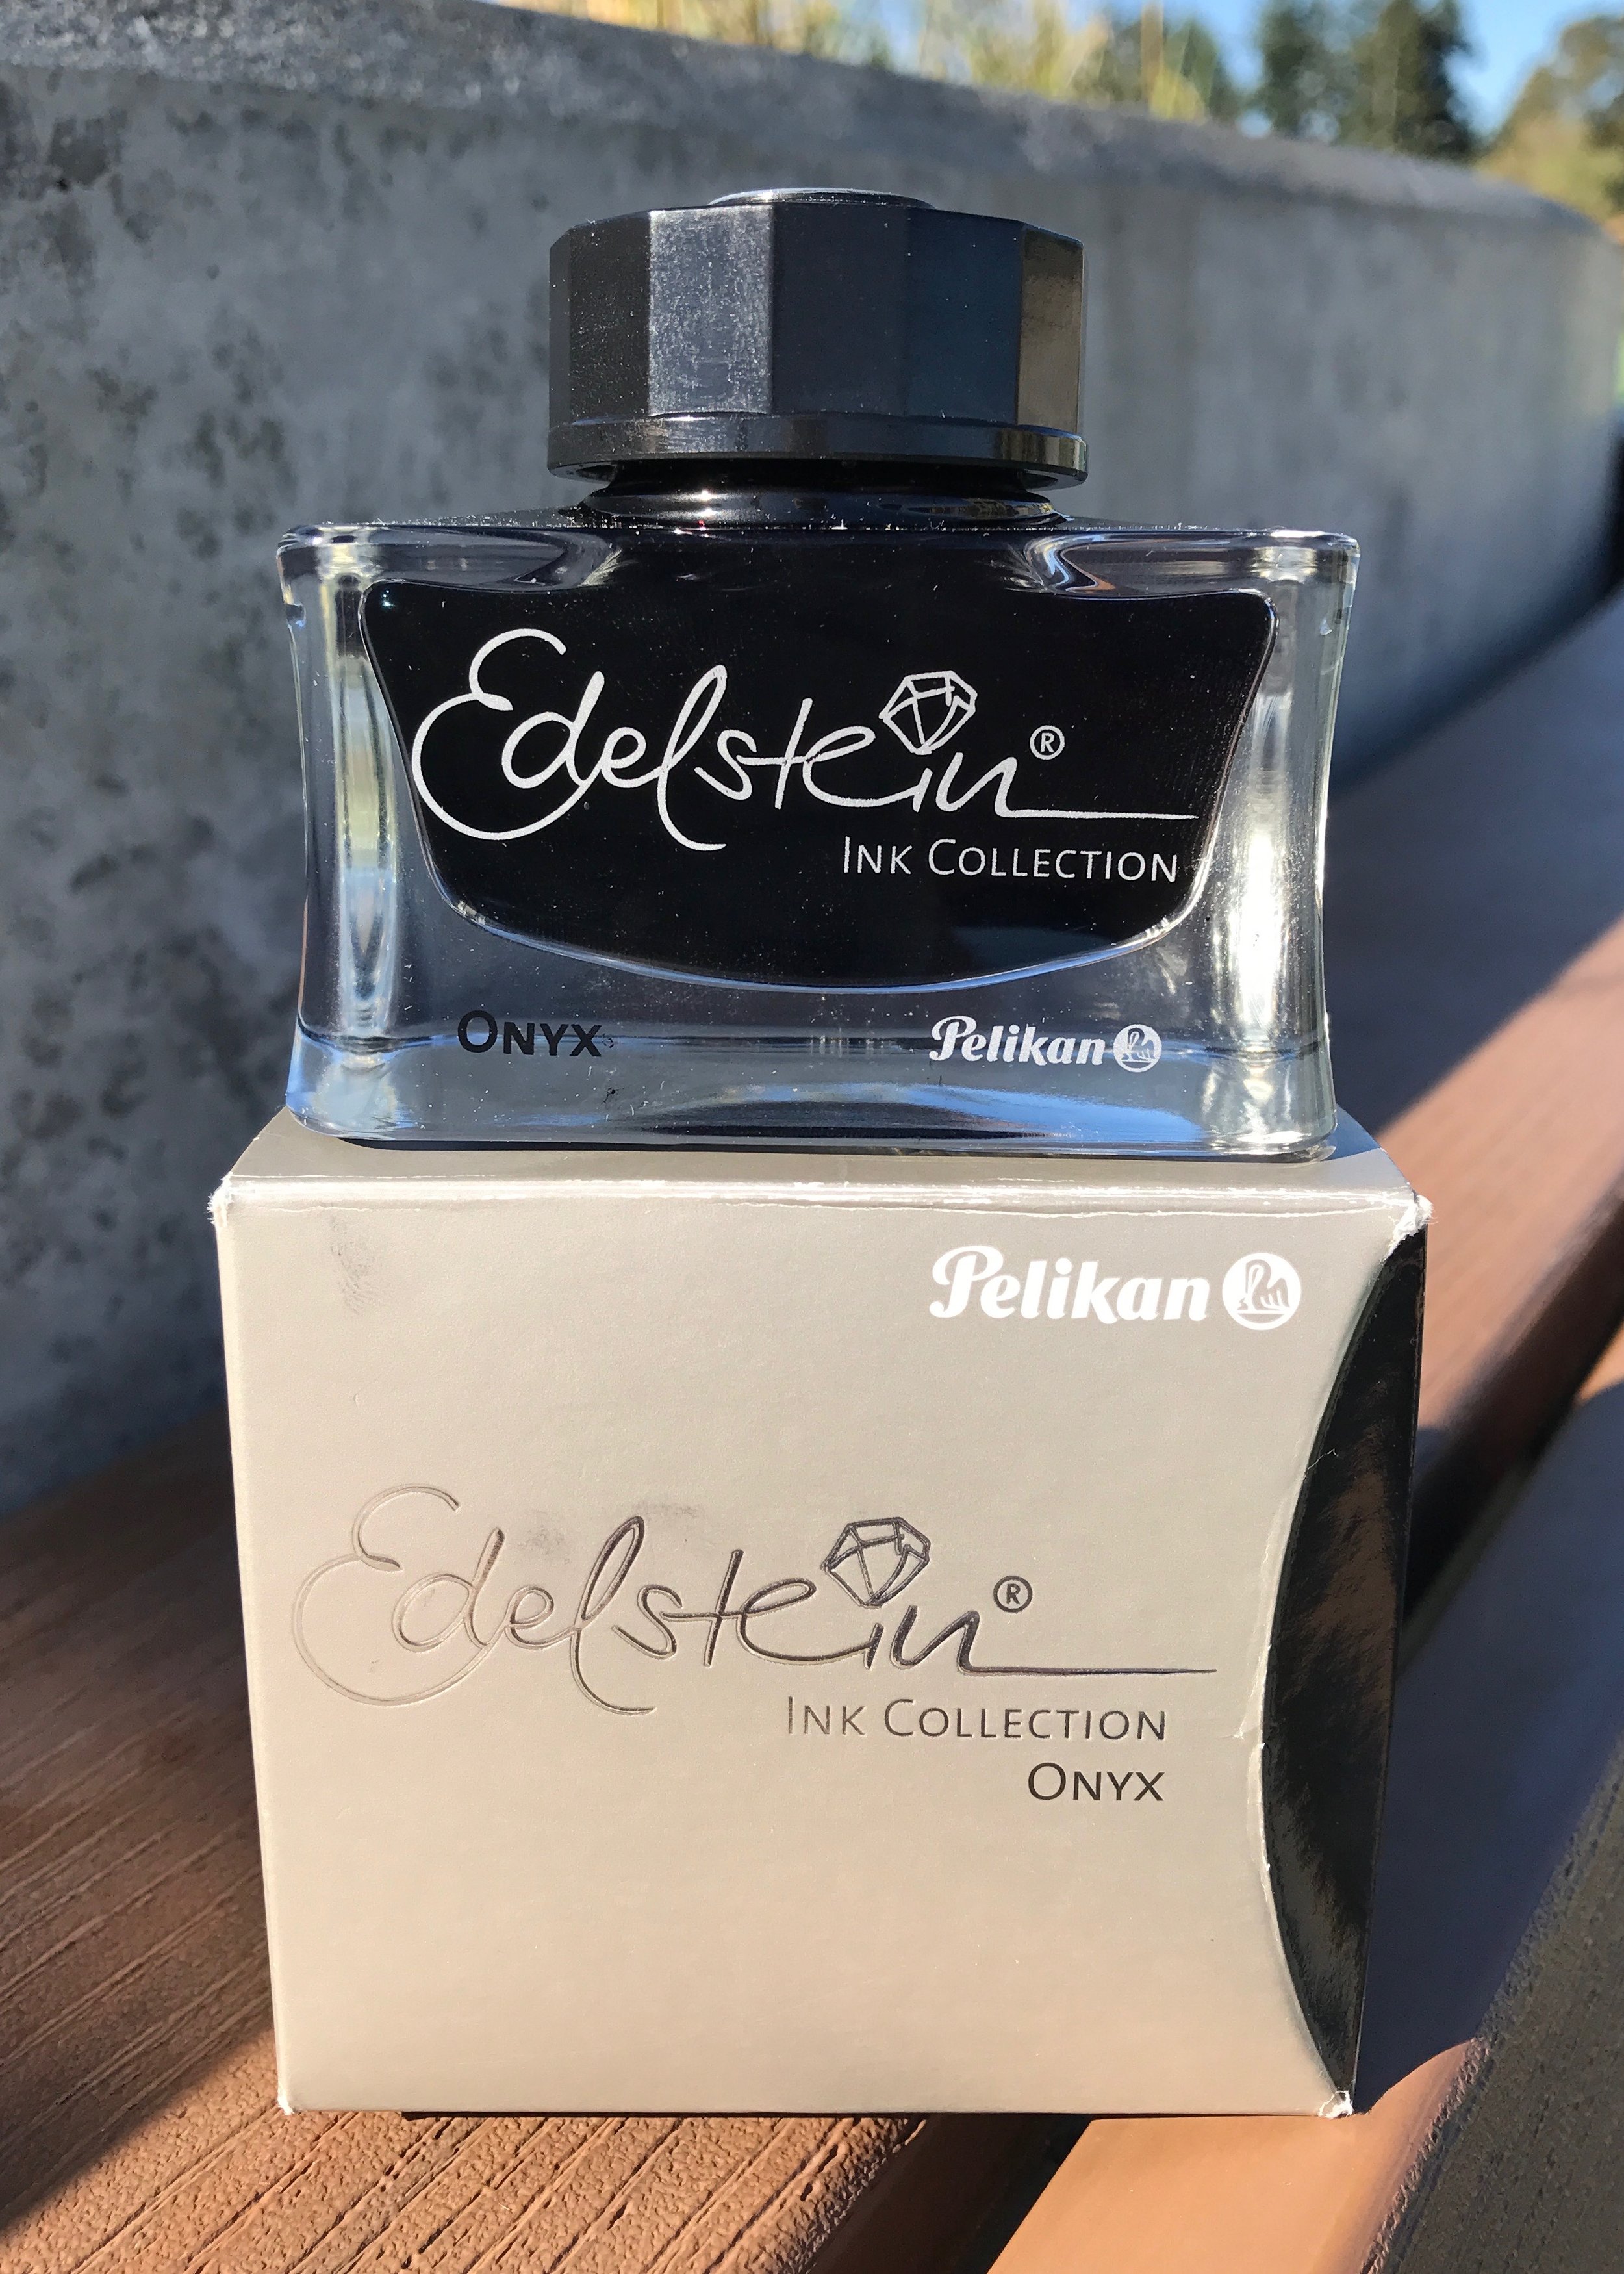 Edelstein®
INK COLLECTION
ONYX
Pelikan
Pelikan
Edelstein®
INK COLLECTION
ONYX